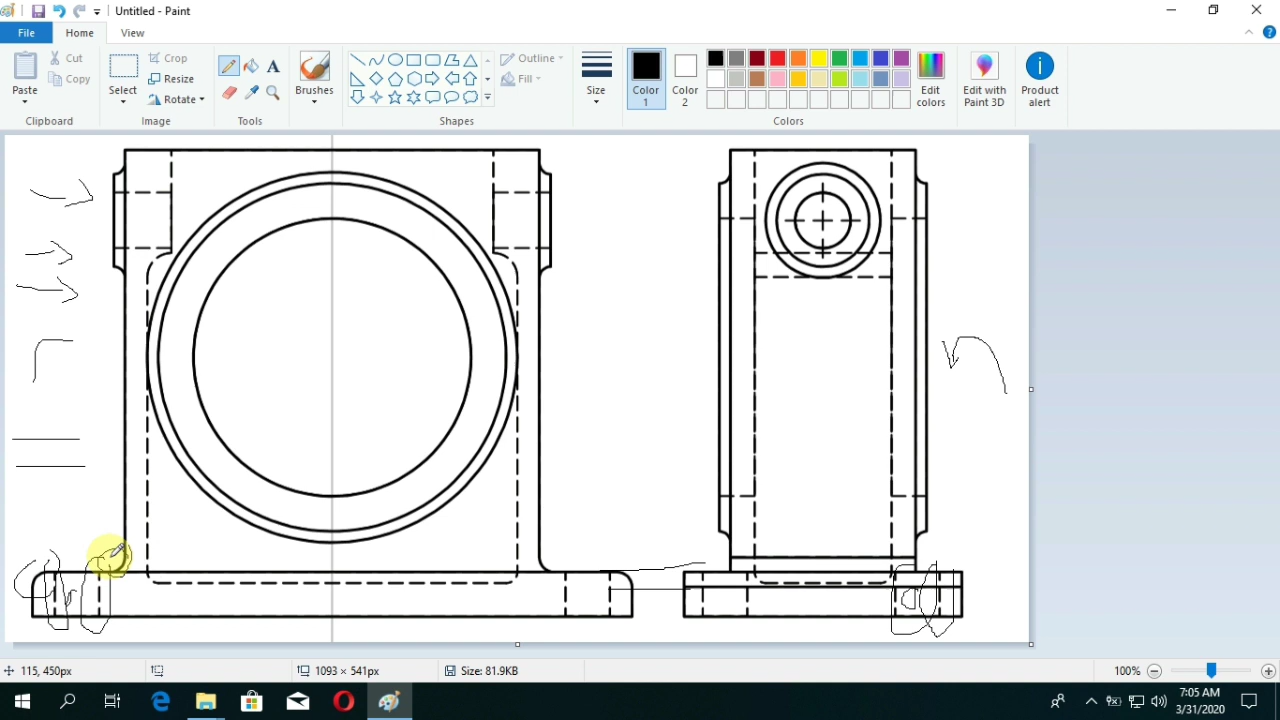 Untitled - Paint
File
Home
View
Paste
Cut
Copy
Clipboard
Select
Crop
Resize
Rotate
Image
A
Tools
Brushes
Shapes
Outline
Fill
Size
Color 1
Color 2
Edit colors
Colors
Edit with Paint 3D
Product alert
115, 450px
1093 × 541px
Size: 81.9KB
100%
7:05 AM
3/31/2020